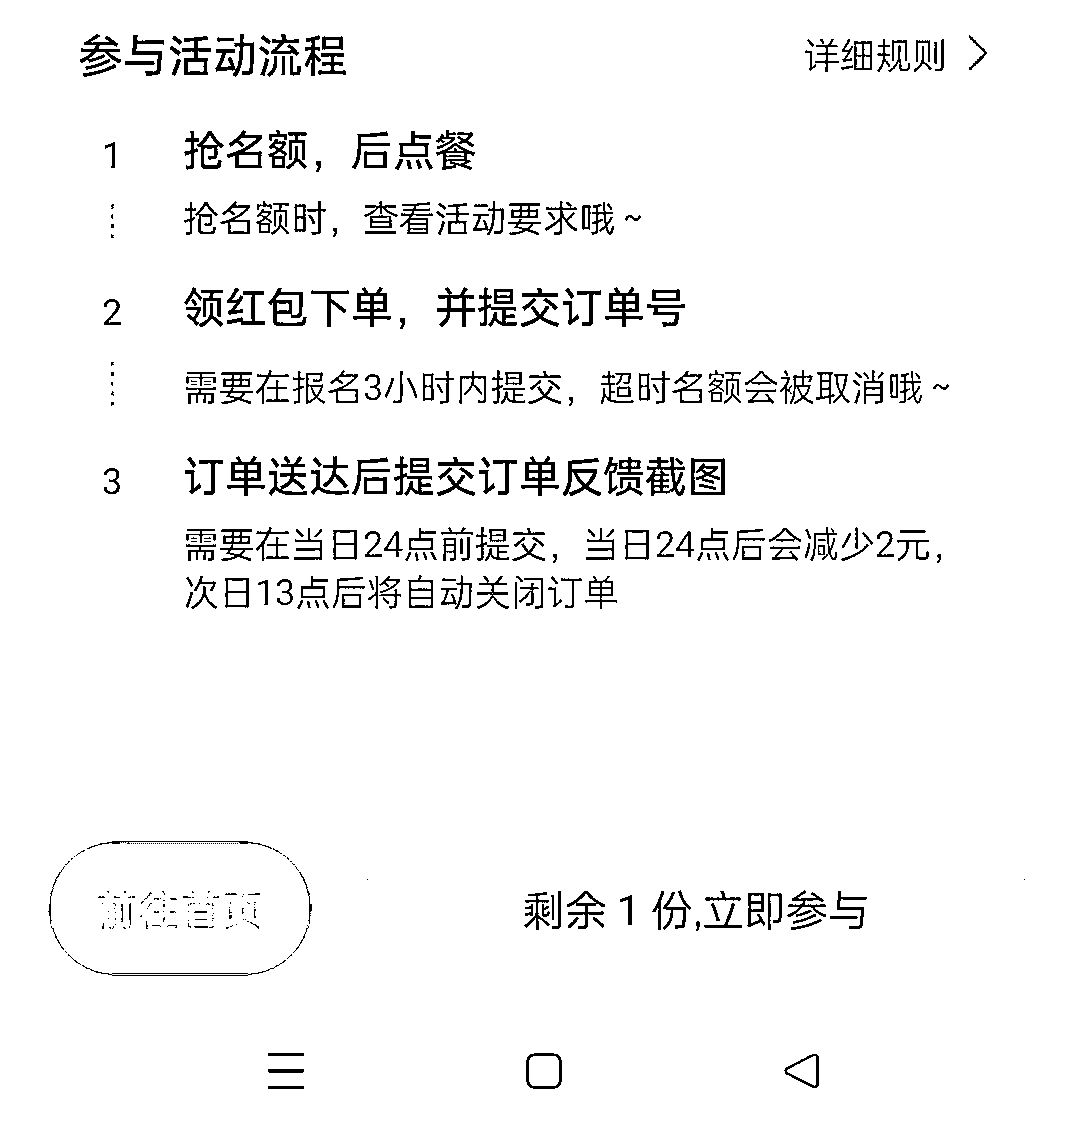 参与活动流程 详细规则
1 抢名额，后点餐
抢名额时，查看活动要求哦～
2 领红包下单，并提交订单号
需要在报名3小时内提交，超时名额会被取消哦～
3 订单送达后提交订单反馈截图
需要在当日24点前提交，当日24点后会减少2元，
次日13点后将自动关闭订单
前往首页 剩余 1 份,立即参与